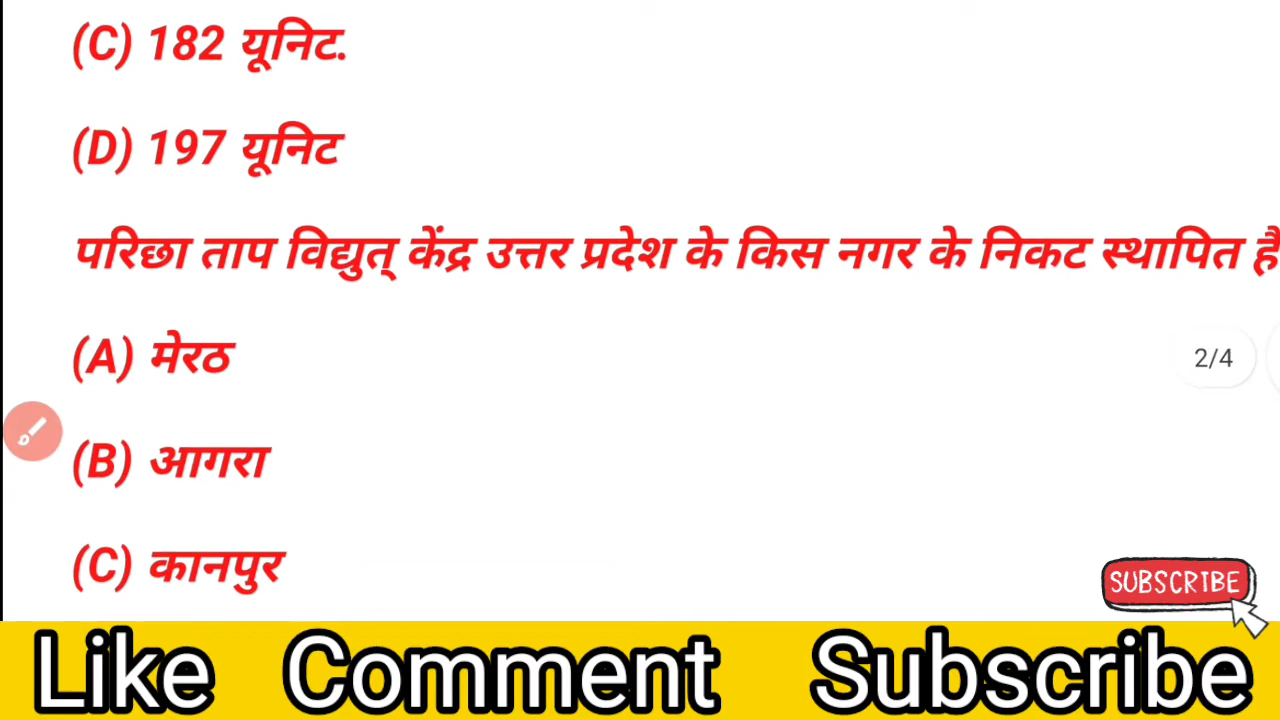 (C) 182 यूनिट.
(D) 197 यूनिट
परिछा ताप विद्युत् केंद्र उत्तर प्रदेश के किस नगर के निकट स्थापित है
(A) मेरठ
2/4
(B) आगरा
(C) कानपुर
SUBSCRIBE
Like Comment Subscribe